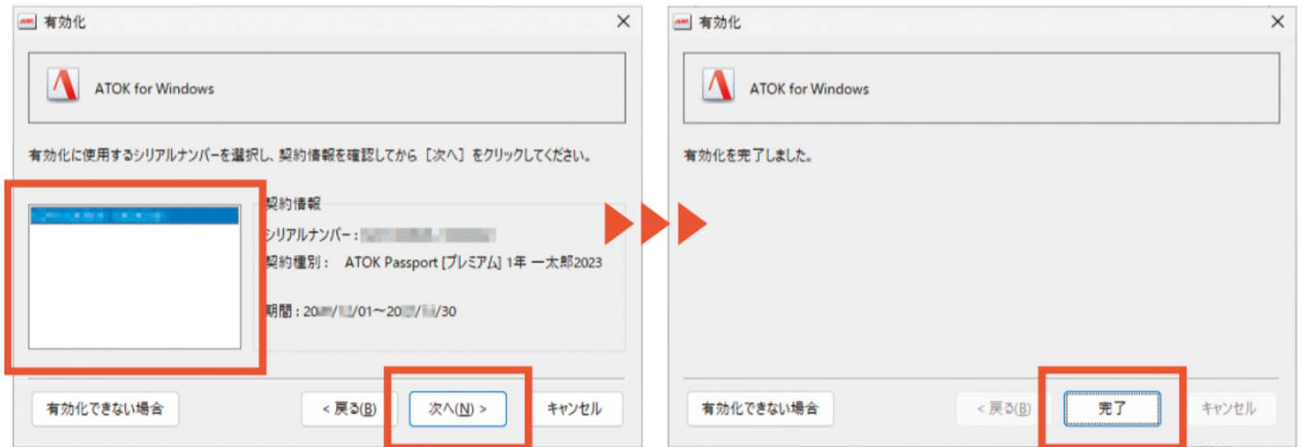 有効化
ATOK for Windows
有効化に使用するシリアルナンバーを選択し、契約情報を確認してから［次へ］をクリックしてください。
契約情報
シリアルナンバー：
契約種別： ATOK Passport [プレミアム] 1年 一太郎2023
期間：20 / /01～20 / /30
有効化できない場合
< 戻る(B)
次へ(N) >
キャンセル
有効化
ATOK for Windows
有効化を完了しました。
有効化できない場合
< 戻る(B)
完了
キャンセル